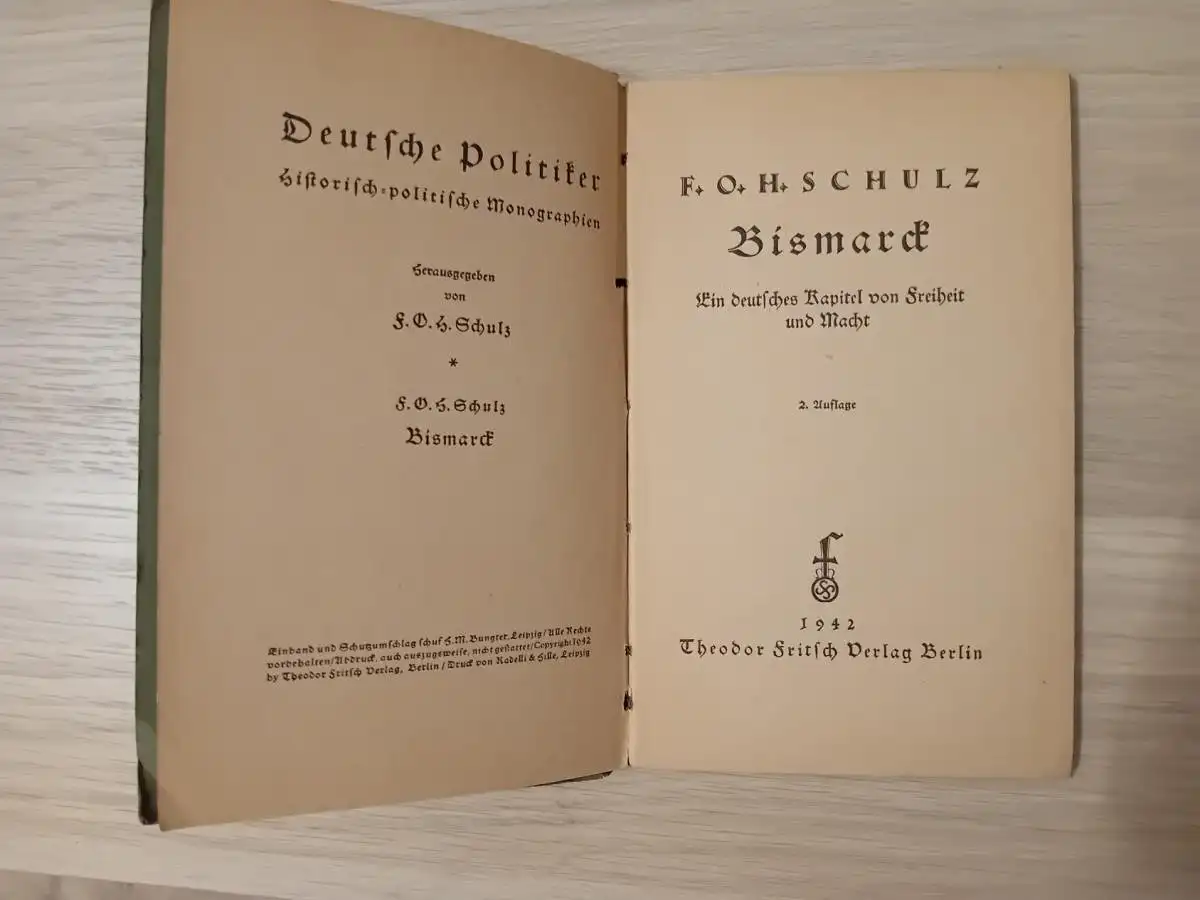 Deutsche Politiker
Historisch-politische Monographien
Herausgegeben
von
F. O. H. Schulz
*
F. O. H. Schulz
Bismarck
Einband und Schutzumschlag schuf H. M. Bungter, Leipzig / Alle Rechte
vorbehalten / Abdruck, auch auszugsweise, nicht gestattet / Copyright 1942
by Theodor Fritsch Verlag, Berlin / Druck von Radelli & Hille, Leipzig
F. O. H. SCHULZ
Bismarck
Ein deutsches Kapitel von Freiheit
und Macht
2. Auflage
1942
Theodor Fritsch Verlag Berlin